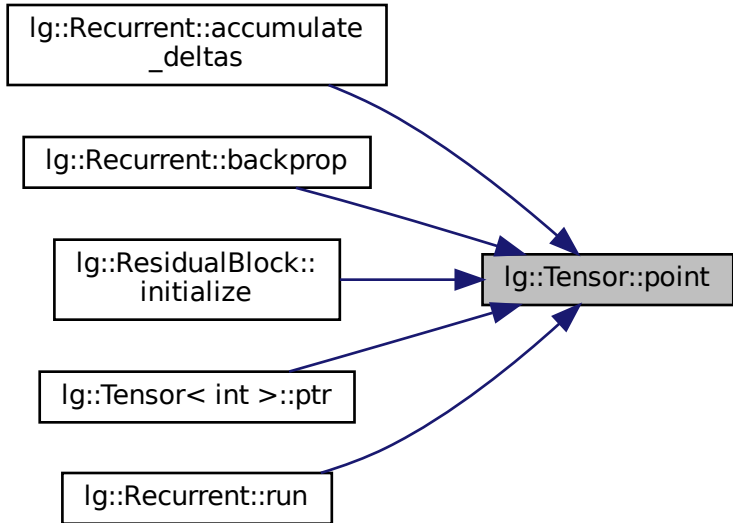 lg::Recurrent::accumulate
_deltas
lg::Recurrent::backprop
lg::ResidualBlock::
initialize
lg::Tensor::point
lg::Tensor< int >::ptr
lg::Recurrent::run